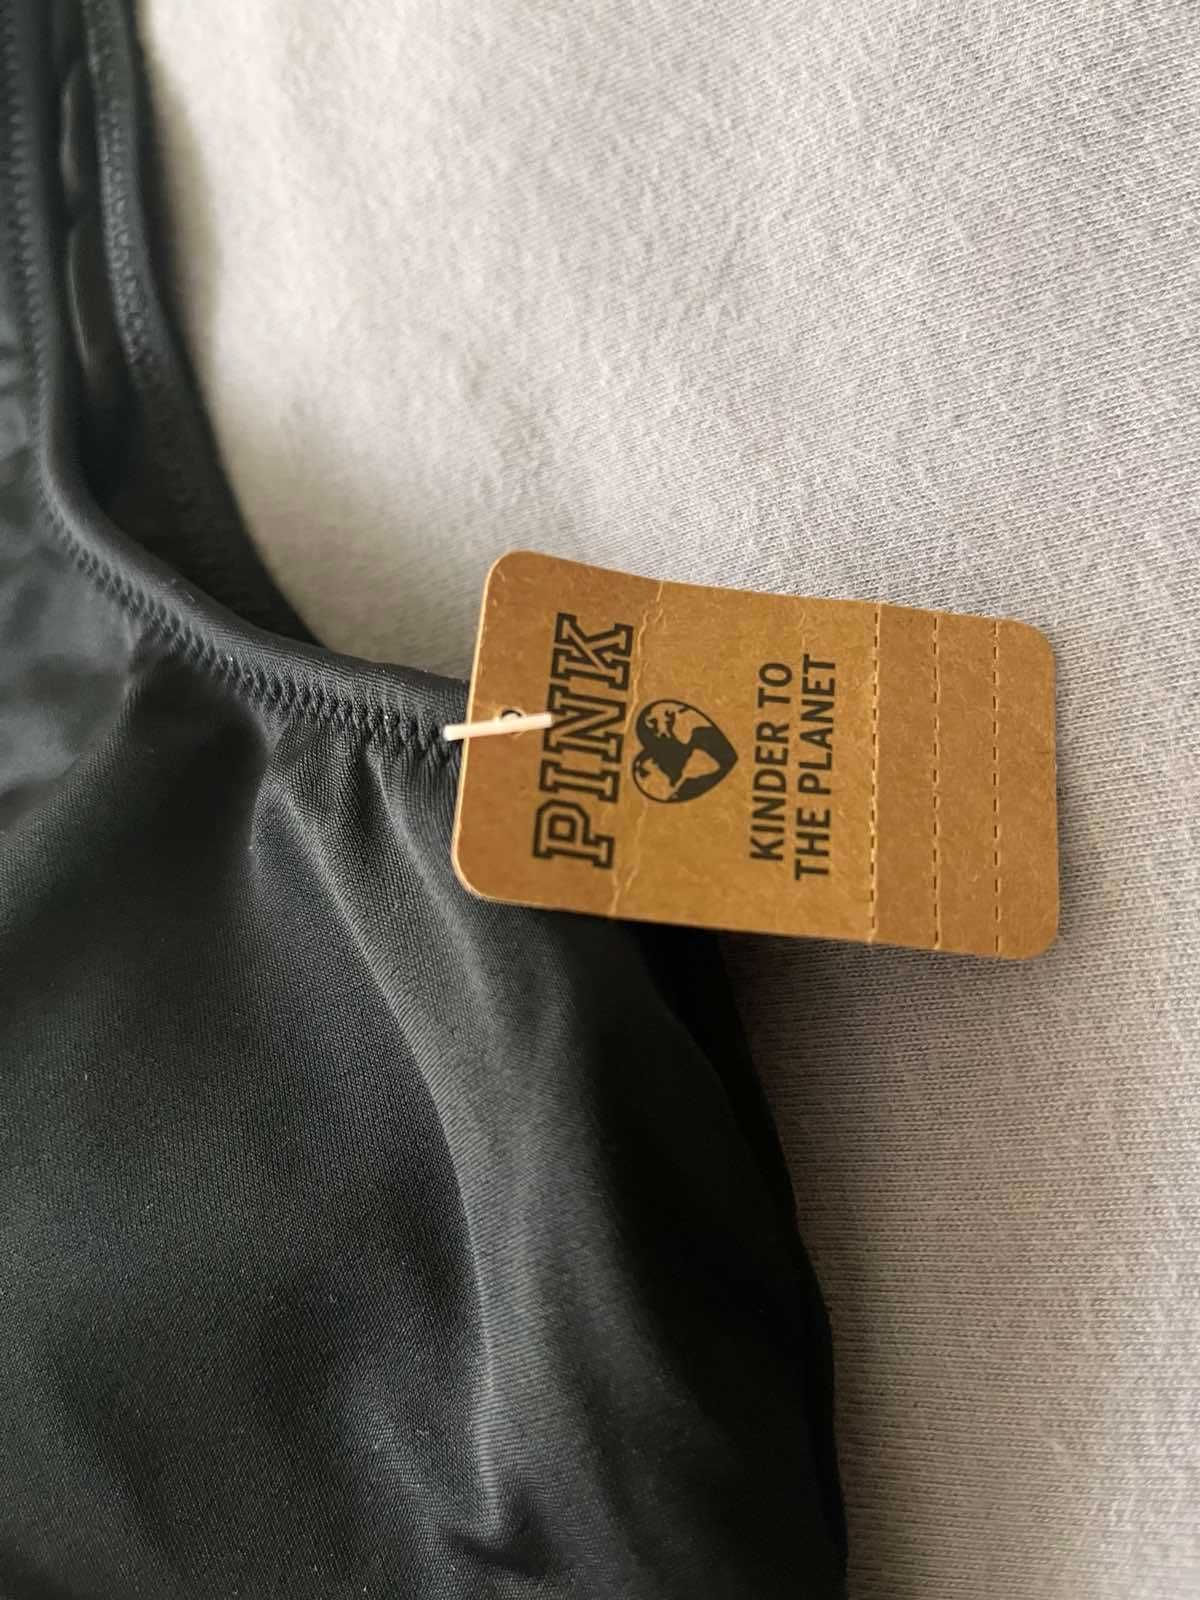 PINK
KINDER TO
THE PLANET